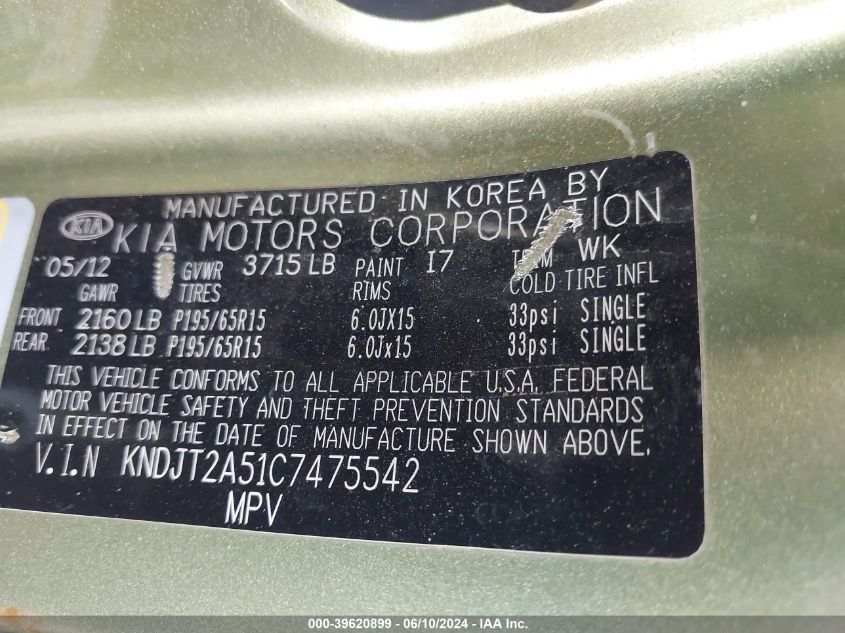 MANUFACTURED IN KOREA BY
KIA KIA MOTORS CORPORATION
05/12 GVWR 3715 LB PAINT I7 WK
GAWR TIRES RIMS COLD TIRE INFL
FRONT 2160 LB P195/65R15 6.0JX15 33psi SINGLE
REAR 2138 LB P195/65R15 6.0Jx15 33psi SINGLE
THIS VEHICLE CONFORMS TO ALL APPLICABLE U.S.A. FEDERAL
MOTOR VEHICLE SAFETY AND THEFT PREVENTION STANDARDS
IN EFFECT ON THE DATE OF MANUFACTURE SHOWN ABOVE.
V.I.N KNDJT2A51C7475542
MPV
000-39620899 - 06/10/2024 - IAA Inc.